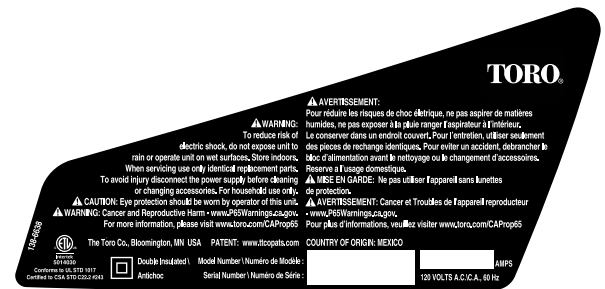 TORO®
⚠WARNING:
To reduce risk of
electric shock, do not expose unit to
rain or operate unit on wet surfaces. Store indoors.
When servicing use only identical replacement parts.
To avoid injury disconnect the power supply before cleaning
or changing accessories. For household use only.
⚠ CAUTION: Eye protection should be worn by operator of this unit.
⚠ WARNING: Cancer and Reproductive Harm - www.P65Warnings.ca.gov.
For more information, please visit www.toro.com/CAProp65
⚠ AVERTISSEMENT:
Pour réduire les risques de choc életrique, ne pas aspirer de matières
humides, ne pas exposer à la pluie ranger l'aspirateur à l'intérieur.
Le conserver dans un endroit couvert. Pour l'entretien, utiliser seulement
des pieces de rechange identiques. Pour eviter un accident, debrancher le
bloc d'alimentation avant le nettoyage ou le changement d'accessoires.
Reserve a l'usage domestique.
⚠ MISE EN GARDE: Ne pas utiliser l'appareil sans lunettes
de protection.
⚠ AVERTISSEMENT: Cancer et Troubles de l'appareil reproducteur
- www.P65Warnings.ca.gov.
Pour plus d'informations, veuillez visiter www.toro.com/CAProp65
138-6638
ETL
Intertek
5014030
Conforms to UL STD 1017
Certified to CSA STD C22.2 #243
The Toro Co., Bloomington, MN USA PATENT: www.ttcopats.com COUNTRY OF ORIGIN: MEXICO
Double Insulated \
Antichoc
Model Number \ Numéro de Modéle :
Serial Number \ Numéro de Série :
AMPS
120 VOLTS A.C.\C.A., 60 Hz